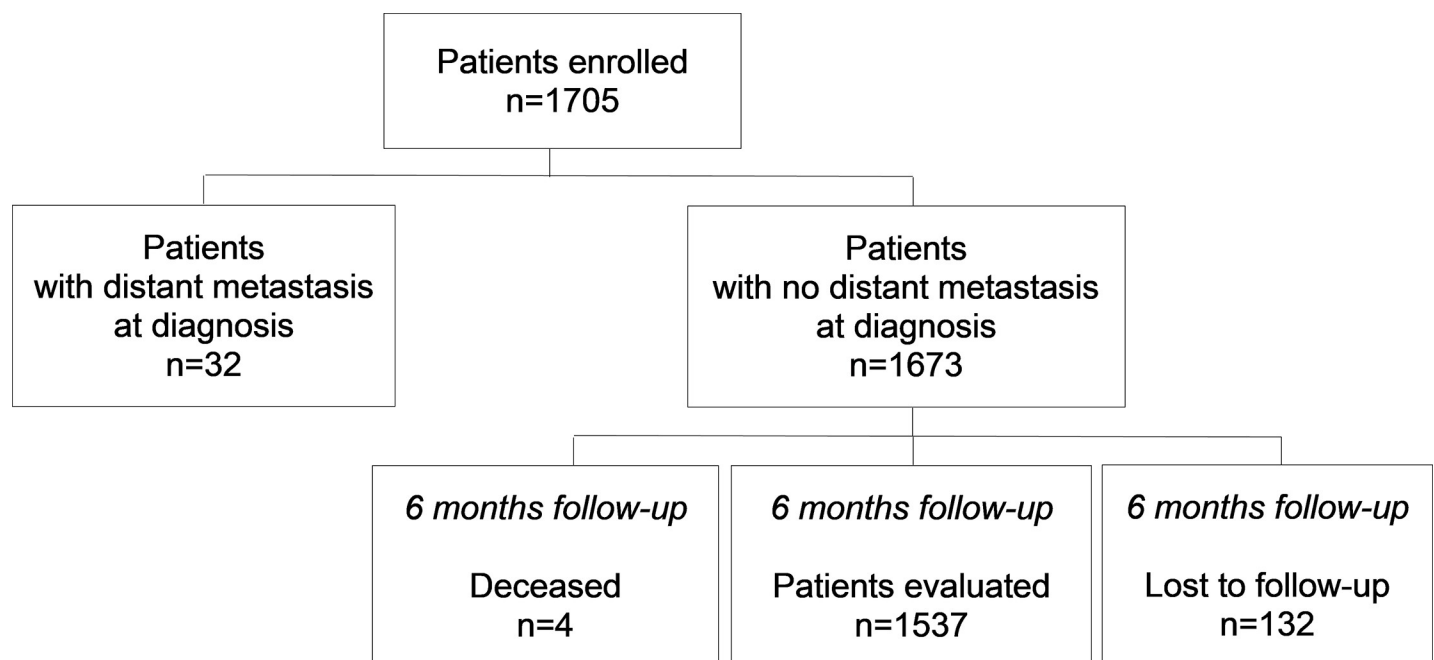 Patients enrolled
n=1705
Patients
with distant metastasis
at diagnosis
n=32
Patients
with no distant metastasis
at diagnosis
n=1673
6 months follow-up
Deceased
n=4
6 months follow-up
Patients evaluated
n=1537
6 months follow-up
Lost to follow-up
n=132